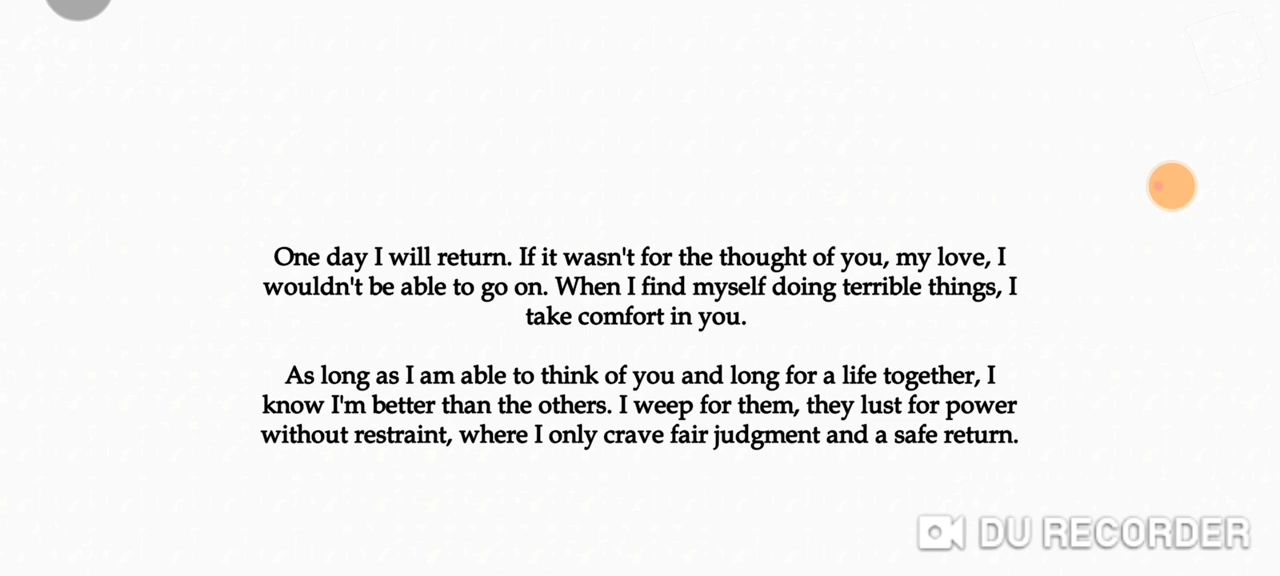 One day I will return. If it wasn't for the thought of you, my love, I
wouldn't be able to go on. When I find myself doing terrible things, I
take comfort in you.
As long as I am able to think of you and long for a life together, I
know I'm better than the others. I weep for them, they lust for power
without restraint, where I only crave fair judgment and a safe return.
DU RECORDER